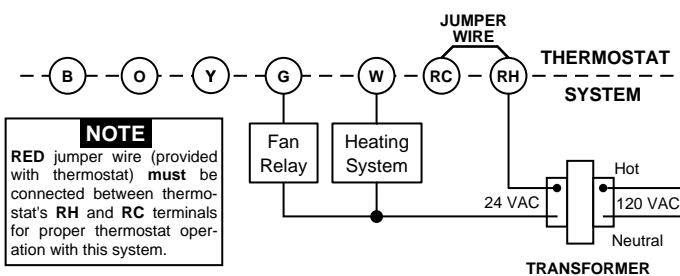 JUMPER
WIRE
B O Y G W RC RH THERMOSTAT
SYSTEM
NOTE
RED jumper wire (provided
with thermostat) must be
connected between thermo-
stat's RH and RC terminals
for proper thermostat oper-
ation with this system.
Fan
Relay
Heating
System
Hot
24 VAC 120 VAC
Neutral
TRANSFORMER